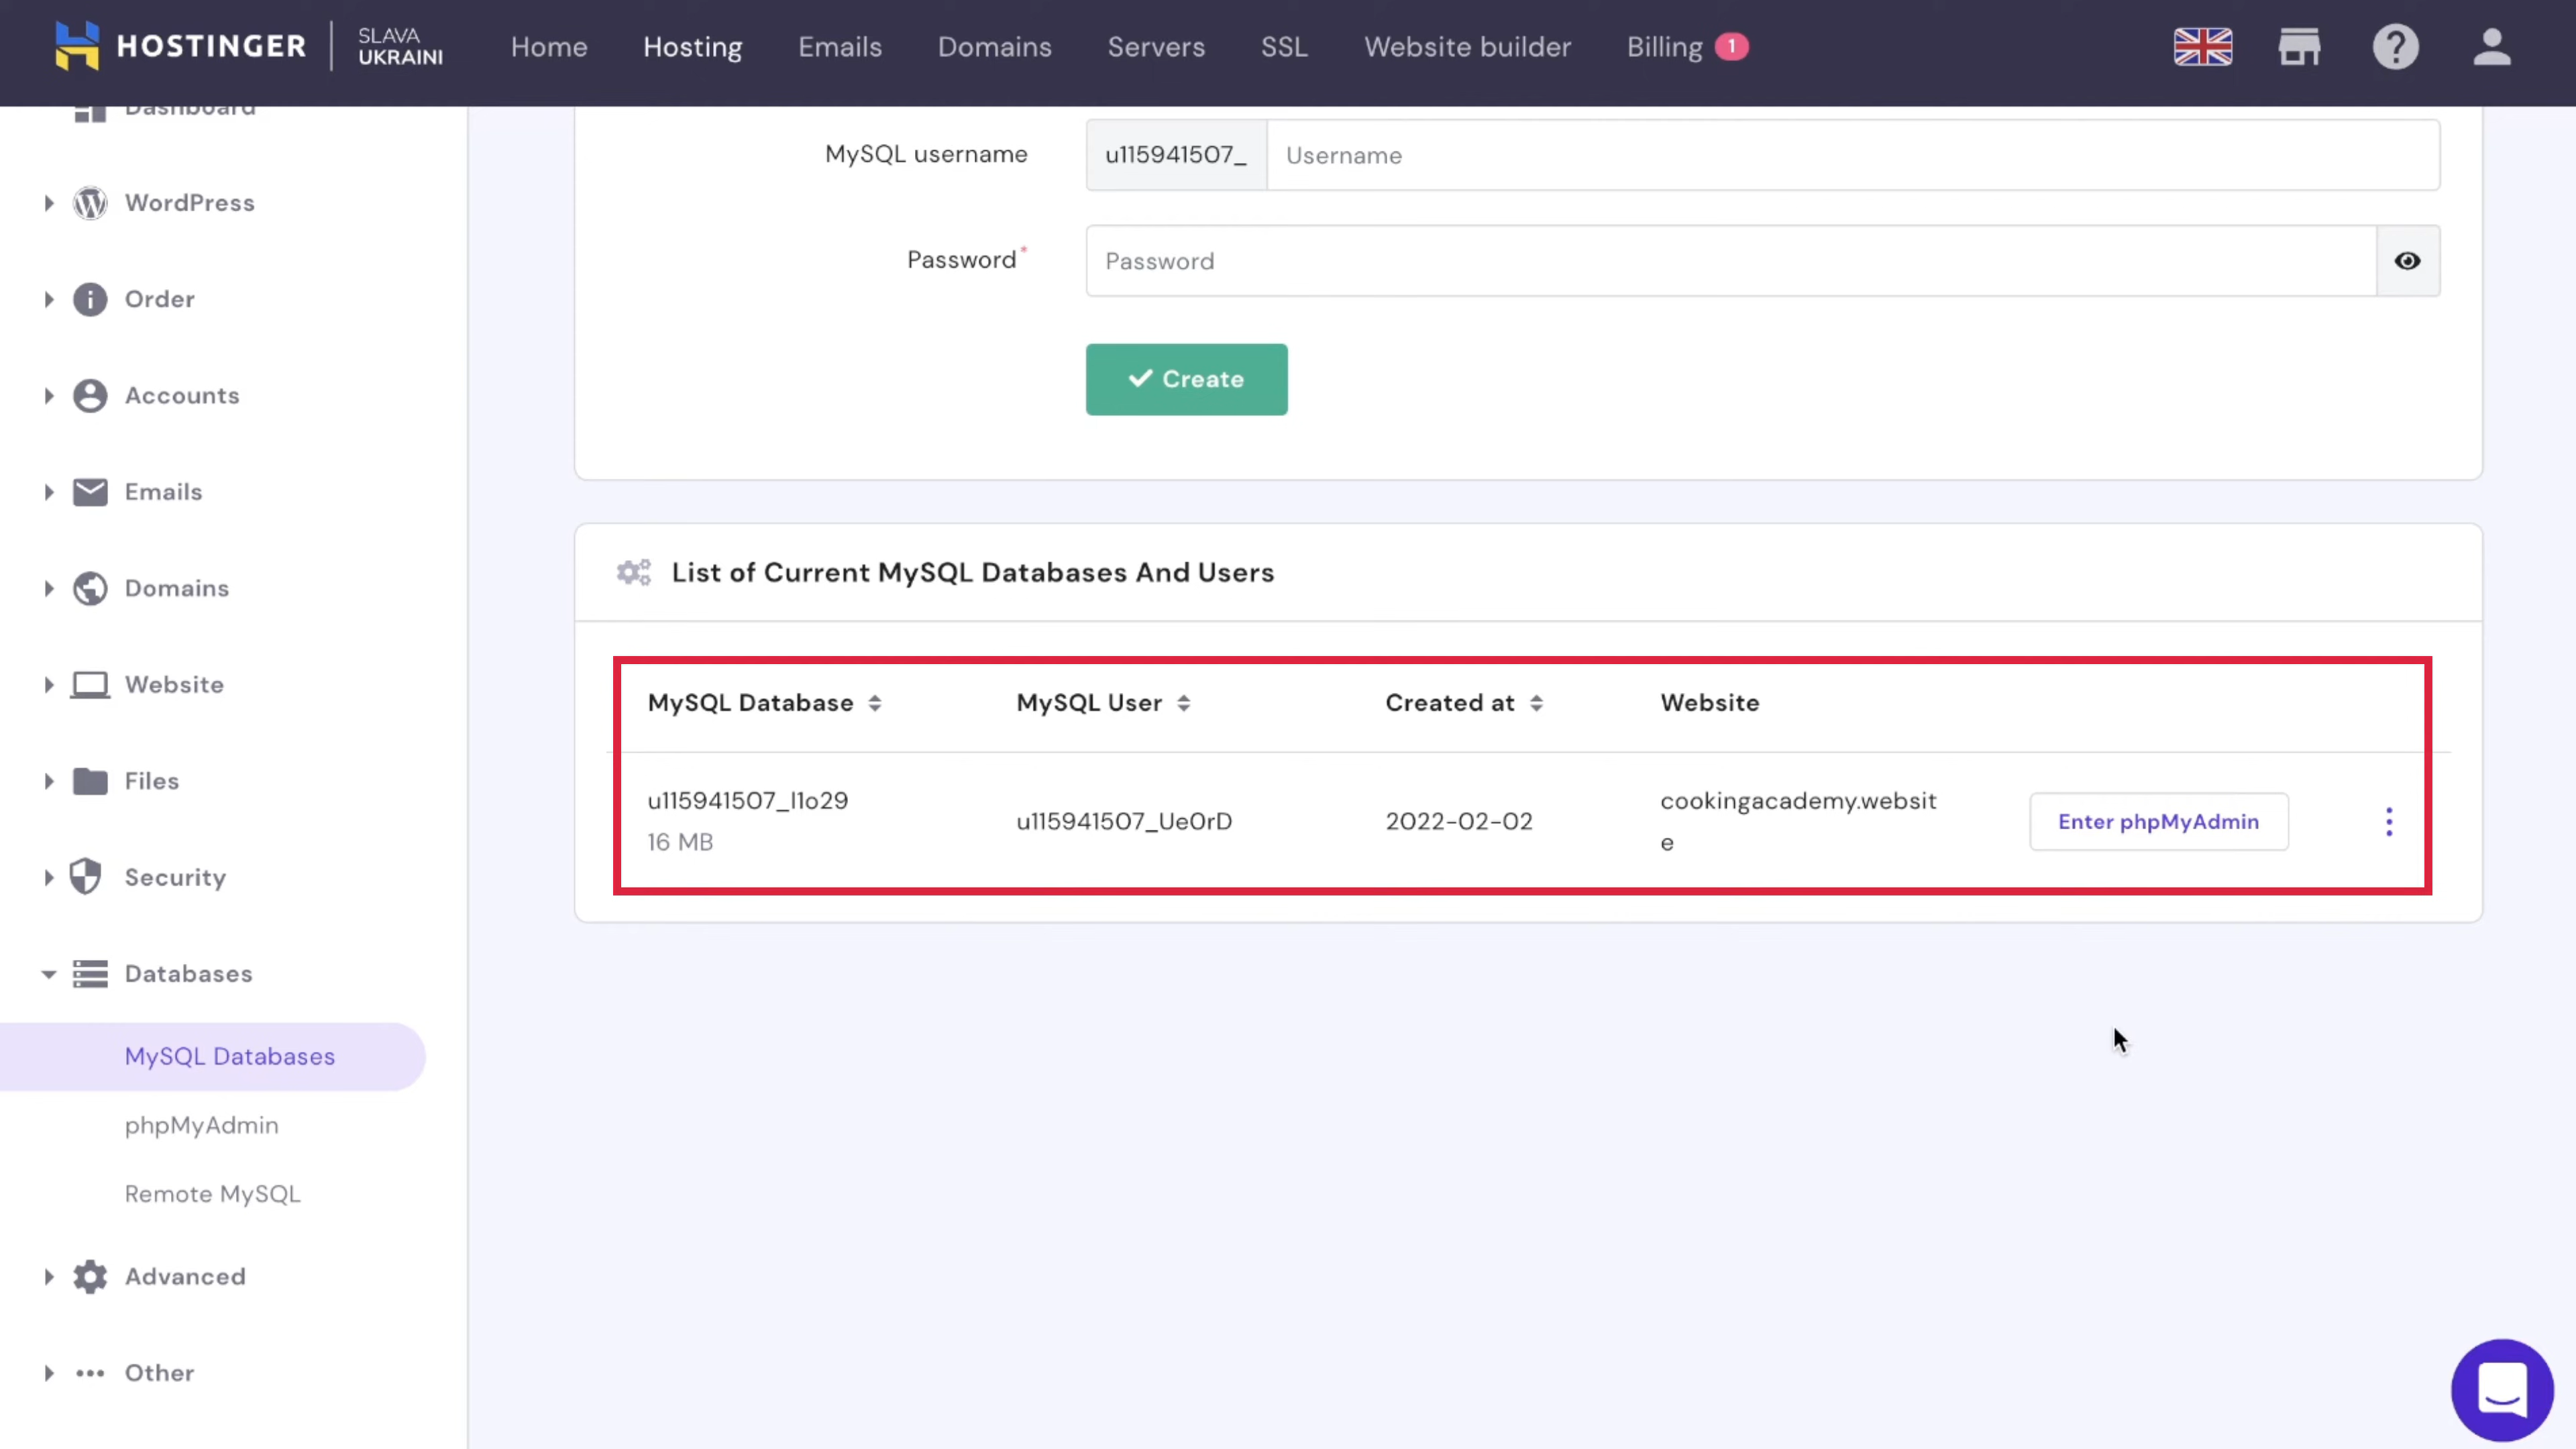 HOSTINGER
SLAVA
UKRAINI
Home
Hosting
Emails
Domains
Servers
SSL
Website builder
Billing 1
Dashboard
WordPress
Order
Accounts
Emails
Domains
Website
Files
Security
Databases
MySQL Databases
phpMyAdmin
Remote MySQL
Advanced
Other
MySQL username
u115941507_
Username
Password*
Password
Create
List of Current MySQL Databases And Users
MySQL Database
MySQL User
Created at
Website
u115941507_l1o29
16 MB
u115941507_Ue0rD
2022-02-02
cookingacademy.websit
e
Enter phpMyAdmin